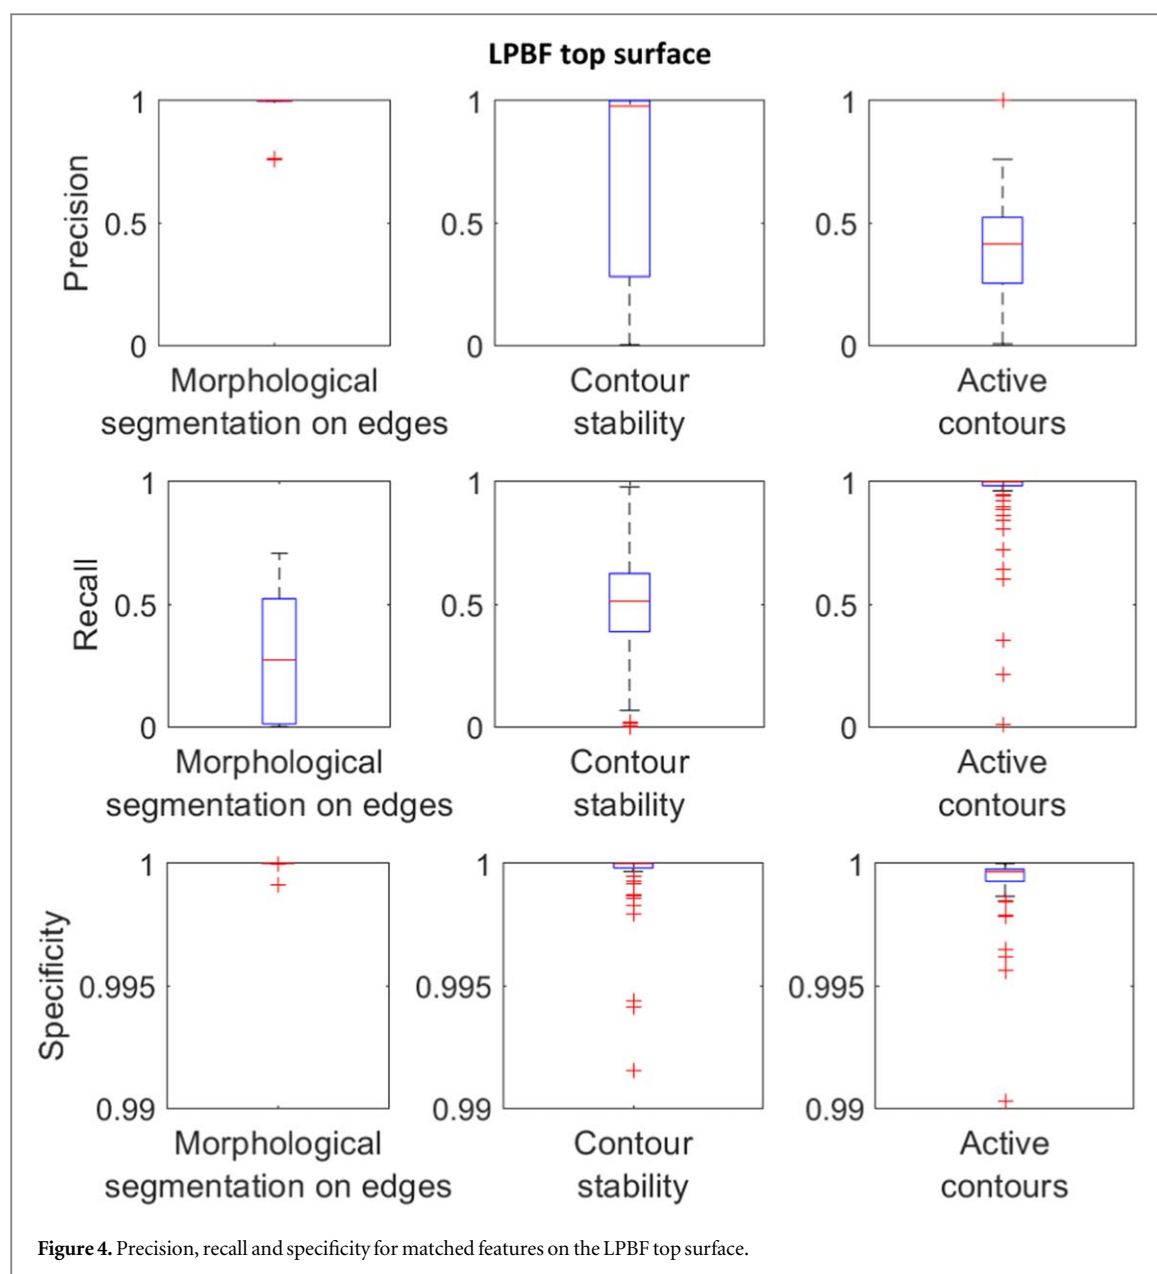 LPBF top surface
Precision
1
0.5
0
Morphological
segmentation on edges
1
0.5
0
Contour
stability
1
0.5
0
Active
contours
Recall
1
0.5
0
Morphological
segmentation on edges
1
0.5
0
Contour
stability
1
0.5
0
Active
contours
Specificity
1
0.995
0.99
Morphological
segmentation on edges
1
0.995
0.99
Contour
stability
1
0.995
0.99
Active
contours
Figure 4. Precision, recall and specificity for matched features on the LPBF top surface.